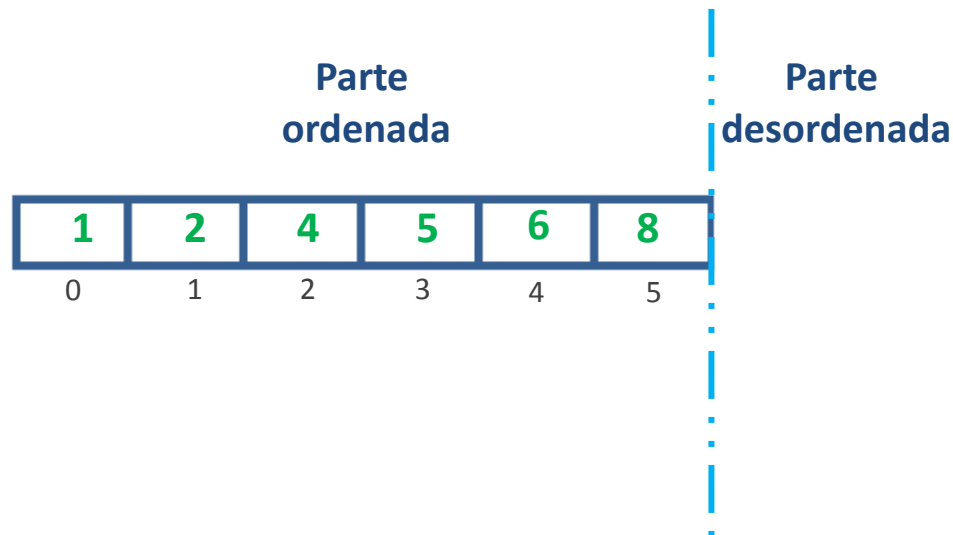 Parte
ordenada
Parte
desordenada
1 2 4 5 6 8
0 1 2 3 4 5